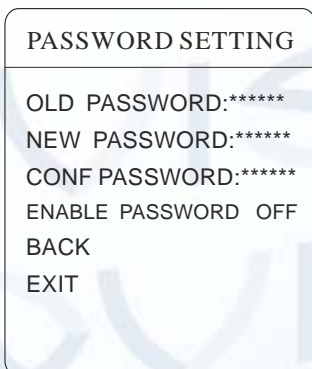 PASSWORD SETTING
OLD PASSWORD:******
NEW PASSWORD:******
CONF PASSWORD:******
ENABLE PASSWORD OFF
BACK
EXIT